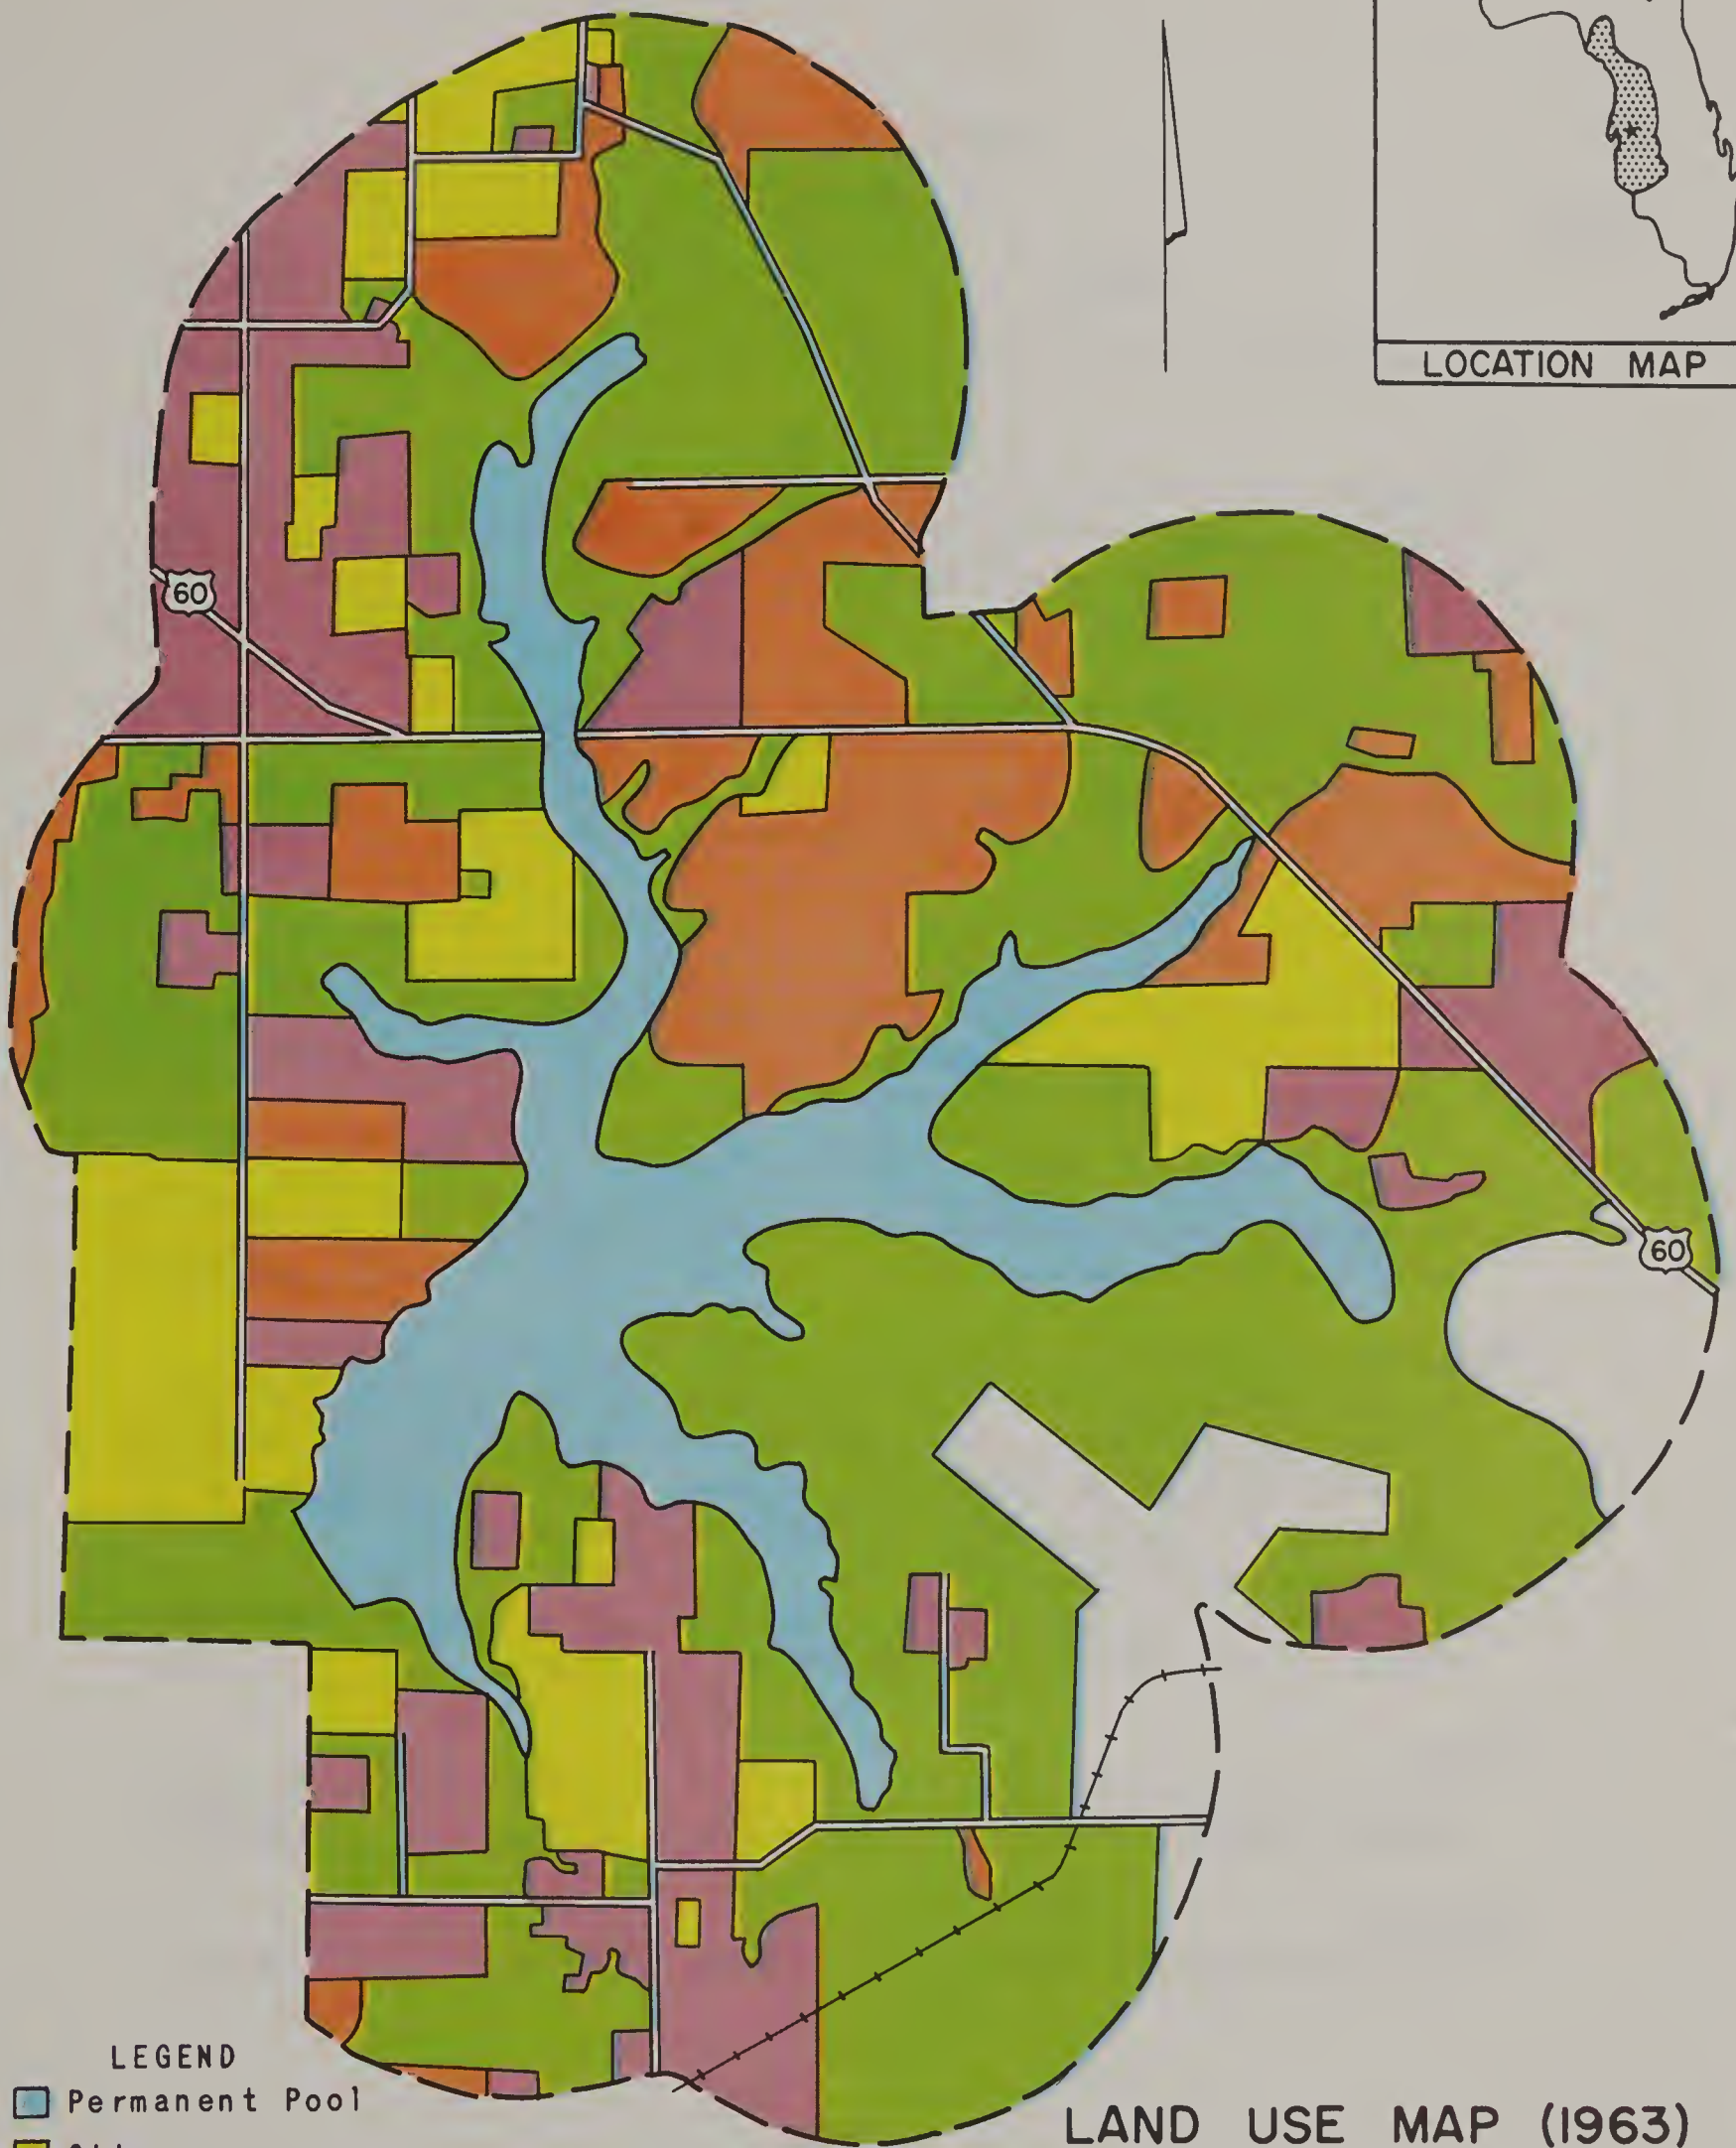 LOCATION MAP
60
60
LEGEND
Permanent Pool
LAND USE MAP (1963)